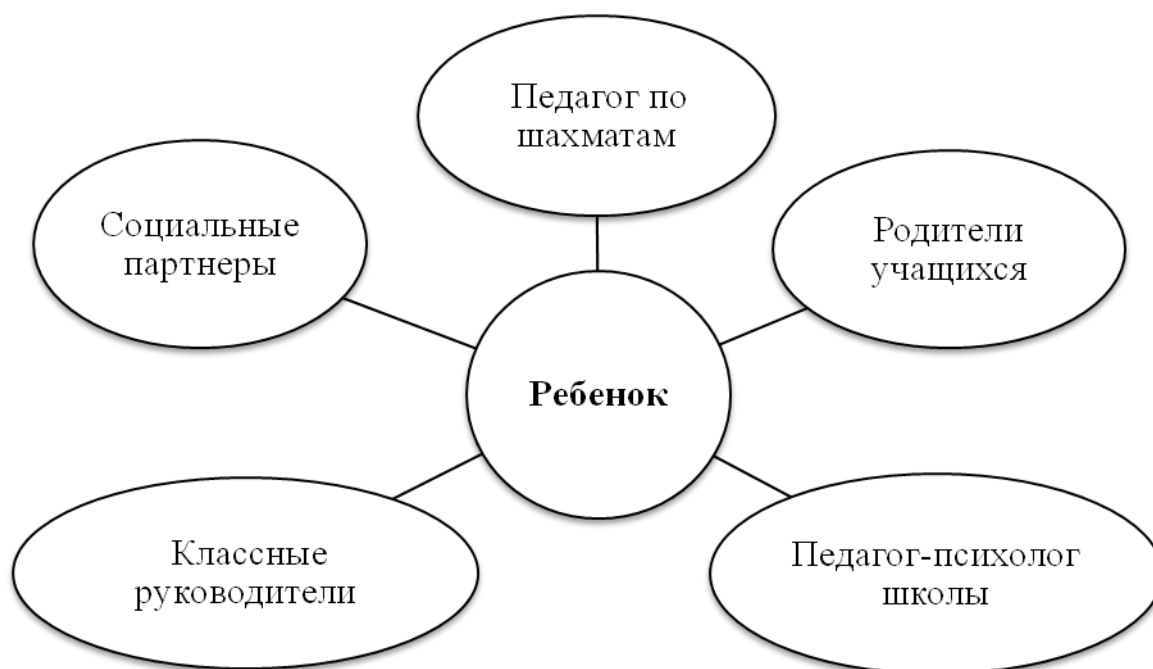 Педагог по
шахматам
Социальные
партнеры
Родители
учащихся
Ребенок
Классные
руководители
Педагог-психолог
школы